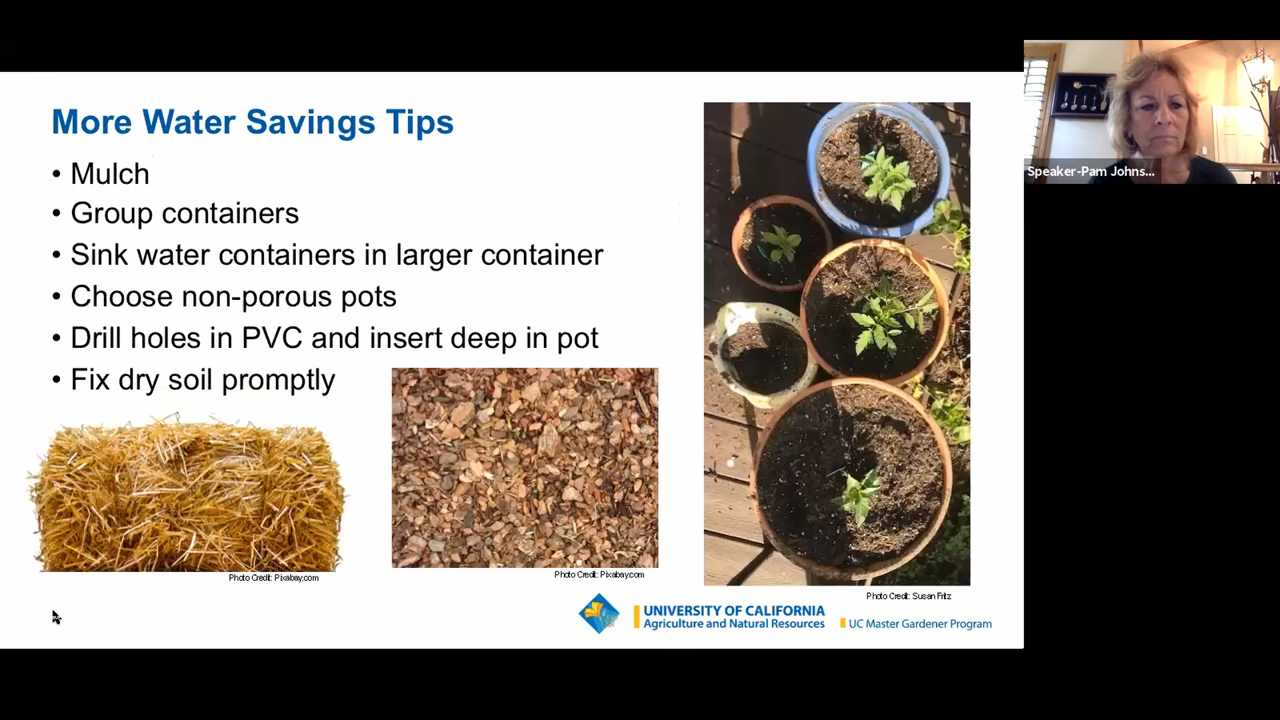 More Water Savings Tips
• Mulch
• Group containers
• Sink water containers in larger container
• Choose non-porous pots
• Drill holes in PVC and insert deep in pot
• Fix dry soil promptly
Photo Credit: Pixabay.com
Photo Credit: Pixabay.com
Photo Credit: Susan Fritz
UNIVERSITY OF CALIFORNIA
Agriculture and Natural Resources
UC Master Gardener Program
Speaker-Pam Johns...